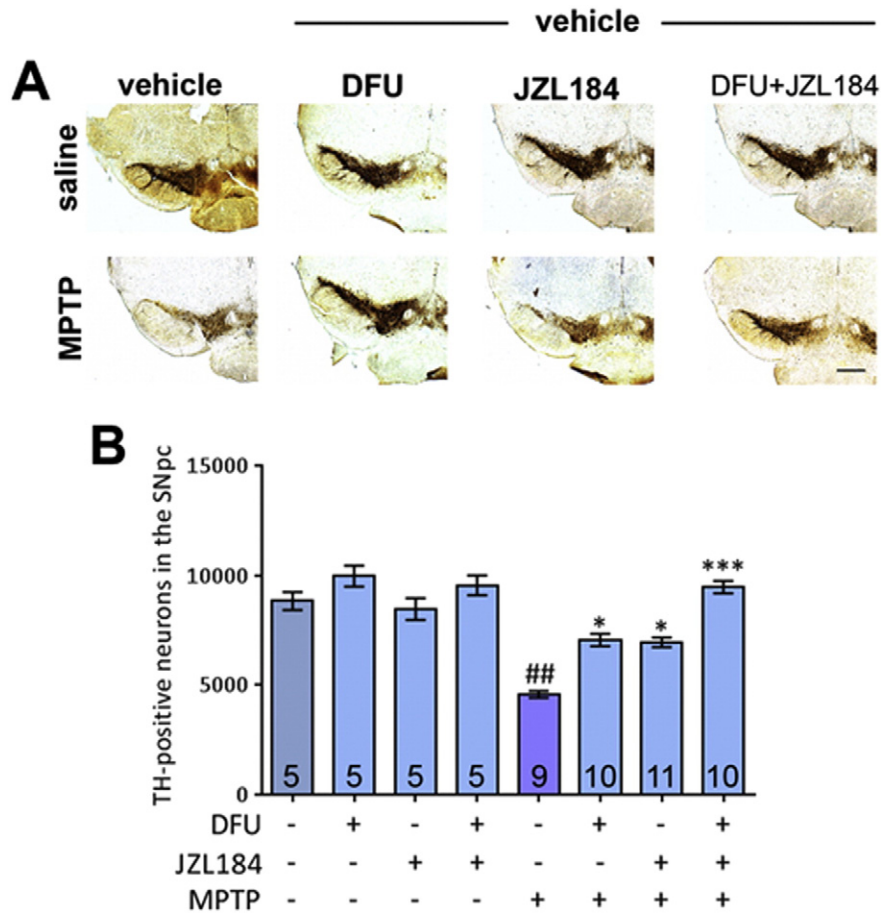 vehicle
A
vehicle DFU JZL184 DFU+JZL184
saline
MPTP
B
TH-positive neurons in the SNpc
15000
10000
5000
0
## * * ***
5 5 5 5 9 10 11 10
DFU - + - + - + - +
JZL184 - - + + - - + +
MPTP - - - - + + + +